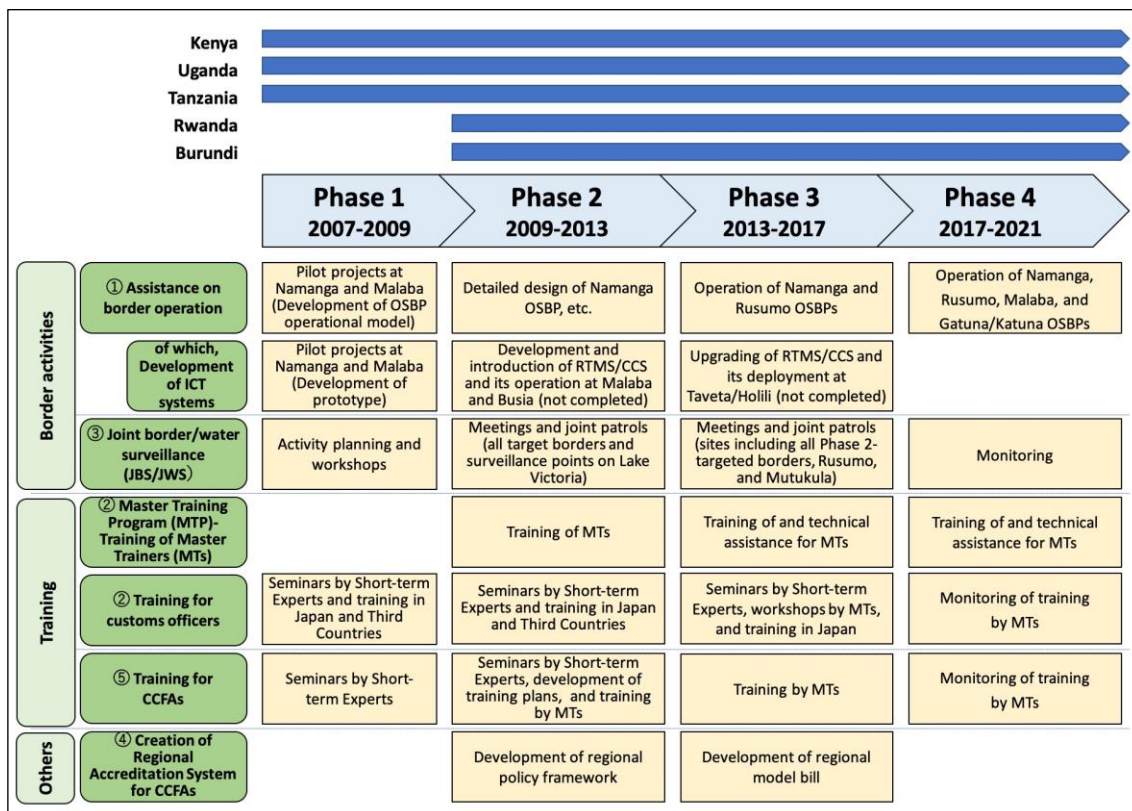 Kenya
Uganda
Tanzania
Rwanda
Burundi
Phase 1
2007-2009
Phase 2
2009-2013
Phase 3
2013-2017
Phase 4
2017-2021
Border activities
① Assistance on
border operation
Pilot projects at
Namanga and Malaba
(Development of OSBP
operational model)
Detailed design of Namanga
OSBP, etc.
Operation of Namanga and
Rusumo OSBPs
Operation of Namanga,
Rusumo, Malaba, and
Gatuna/Katuna OSBPs
of which,
Development
of ICT
systems
Pilot projects at
Namanga and Malaba
(Development of
prototype)
Development and
introduction of RTMS/CCS
and its operation at Malaba
and Busia (not completed)
Upgrading of RTMS/CCS and
its deployment at
Taveta/Holili (not completed)
③ Joint border/water
surveillance
(JBS/JWS)
Activity planning and
workshops
Meetings and joint patrols
(all target borders and
surveillance points on Lake
Victoria)
Meetings and joint patrols
(sites including all Phase 2-
targeted borders, Rusumo,
and Mutukula)
Monitoring
Training
② Master Training
Program (MTP)-
Training of Master
Trainers (MTs)
Training of MTs
Training of and technical
assistance for MTs
Training of and technical
assistance for MTs
② Training for
customs officers
Seminars by Short-term
Experts and training in
Japan and Third
Countries
Seminars by Short-term
Experts and training in Japan
and Third Countries
Seminars by Short-term
Experts, workshops by MTs,
and training in Japan
Monitoring of training
by MTs
⑤ Training for
CCFAs
Seminars by Short-
term Experts
Seminars by Short-term
Experts, development of
training plans, and training
by MTs
Training by MTs
Monitoring of training
by MTs
Others
④ Creation of
Regional
Accreditation System
for CCFAs
Development of regional
policy framework
Development of regional
model bill